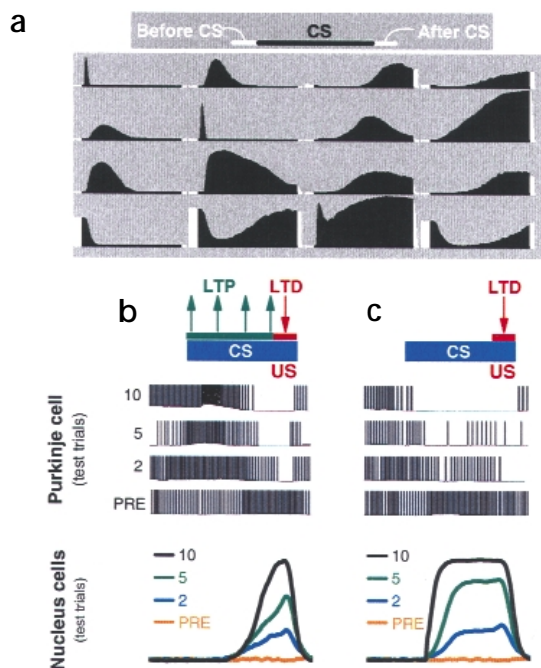 a
Before CS CS After CS
b
LTP LTD
CS
US
c
LTD
CS
US
Purkinje cell
(test trials)
10
5
2
PRE
Nucleus cells
(test trials)
10
5
2
PRE
10
5
2
PRE